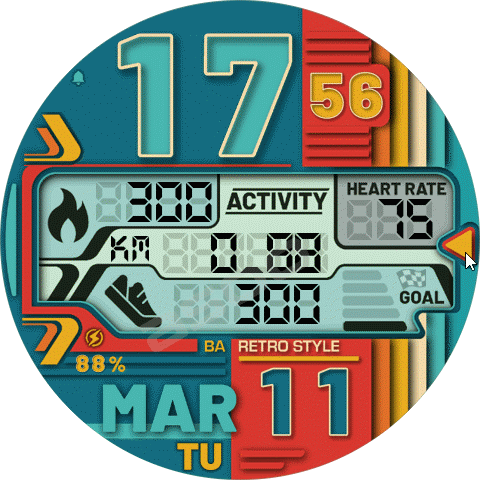 17
56
300
ACTIVITY
HEART RATE
75
KM
0.88
300
GOAL
BA
RETRO STYLE
88%
MAR
11
TU